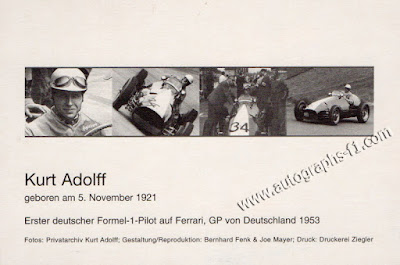 34
Kurt Adolff
geboren am 5. November 1921
Erster deutscher Formel-1-Pilot auf Ferrari, GP von Deutschland 1953
Fotos: Privatarchiv Kurt Adolff; Gestaltung/Reproduktion: Bernhard Fenk & Joe Mayer; Druck: Druckerei Ziegler
www.autographs-f1.com